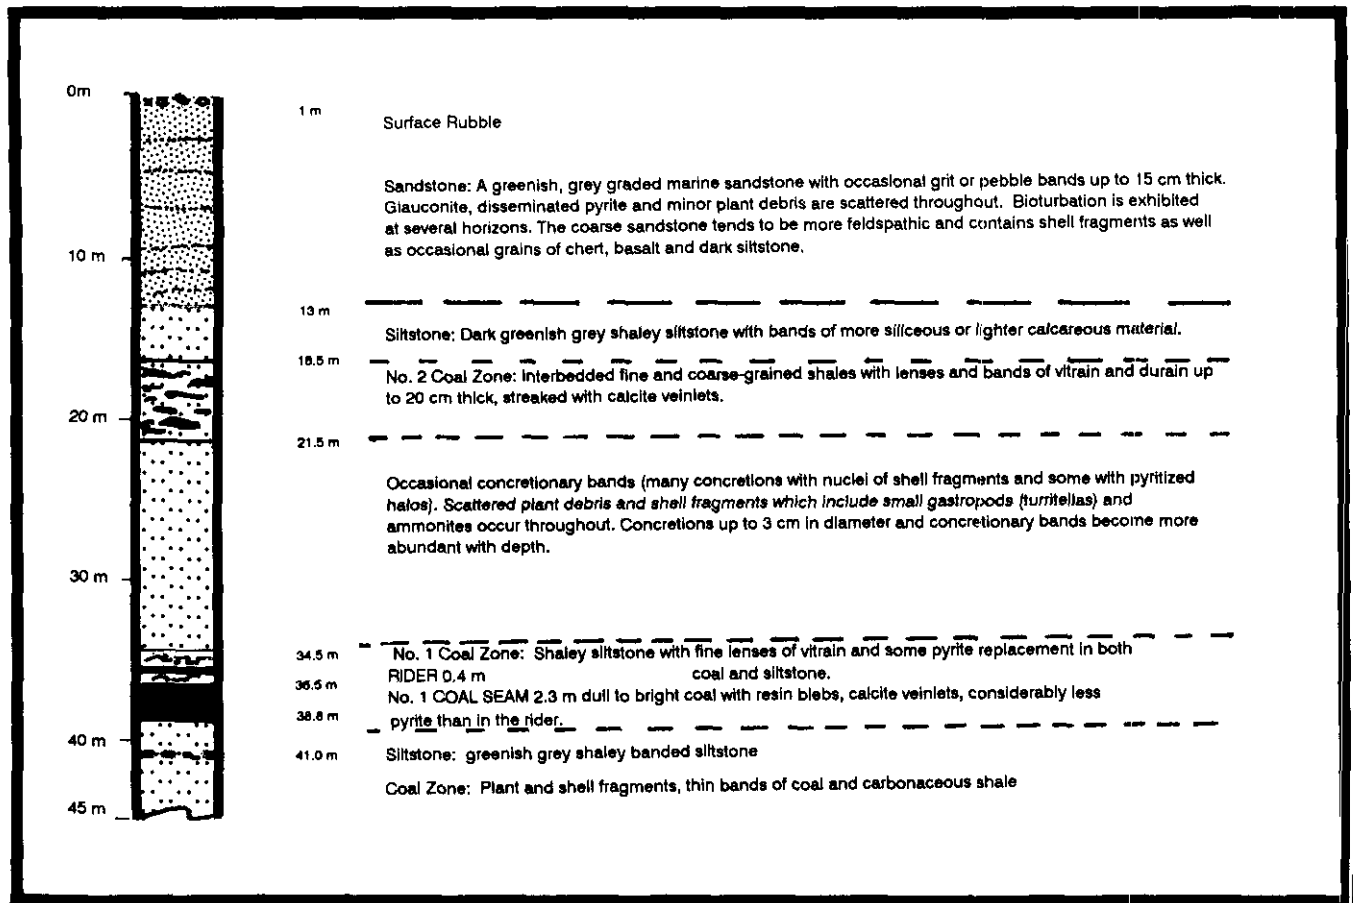 0m
1 m
Surface Rubble
Sandstone: A greenish, grey graded marine sandstone with occasional grit or pebble bands up to 15 cm thick.
Glauconite, disseminated pyrite and minor plant debris are scattered throughout. Bioturbation is exhibited
at several horizons. The coarse sandstone tends to be more feldspathic and contains shell fragments as well
as occasional grains of chert, basalt and dark siltstone.
10 m
13 m
Siltstone: Dark greenish grey shaley siltstone with bands of more siliceous or lighter calcareous material.
16.5 m
No. 2 Coal Zone: Interbedded fine and coarse-grained shales with lenses and bands of vitrain and durain up
to 20 cm thick, streaked with calcite veinlets.
20 m
21.5 m
Occasional concretionary bands (many concretions with nuclei of shell fragments and some with pyritized
halos). Scattered plant debris and shell fragments which include small gastropods (turritellas) and
ammonites occur throughout. Concretions up to 3 cm in diameter and concretionary bands become more
abundant with depth.
30 m
34.5 m
No. 1 Coal Zone: Shaley siltstone with fine lenses of vitrain and some pyrite replacement in both
RIDER 0.4 m coal and siltstone.
36.5 m
No. 1 COAL SEAM 2.3 m dull to bright coal with resin blebs, calcite veinlets, considerably less
38.8 m
pyrite than in the rider.
40 m
41.0 m
Siltstone: greenish grey shaley banded siltstone
Coal Zone: Plant and shell fragments, thin bands of coal and carbonaceous shale
45 m